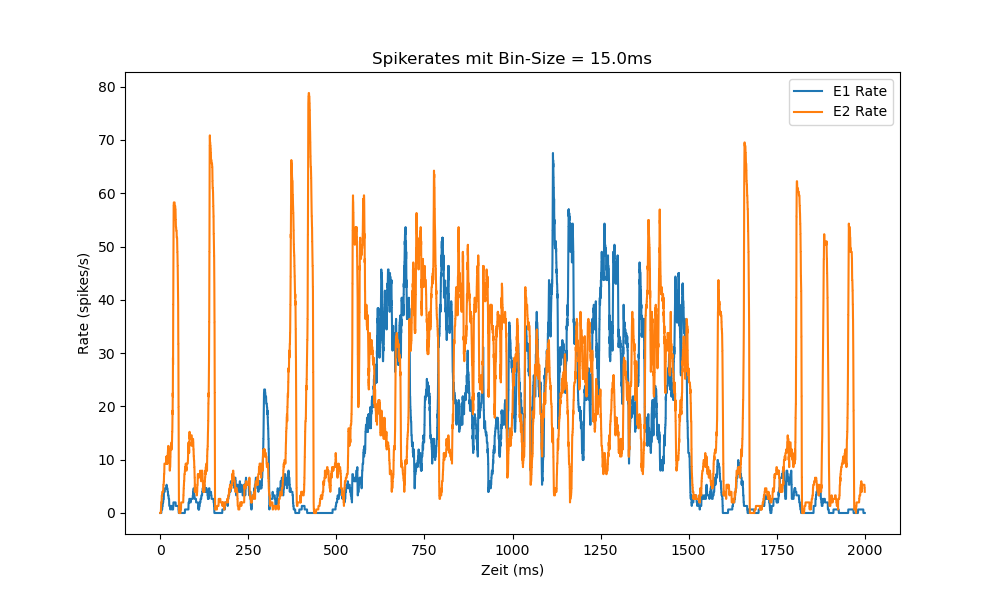 Spikerates mit Bin-Size = 15.0ms
E1 Rate
E2 Rate
80
70
60
50
40
30
20
10
0
Rate (spikes/s)
0 250 500 750 1000 1250 1500 1750 2000
Zeit (ms)